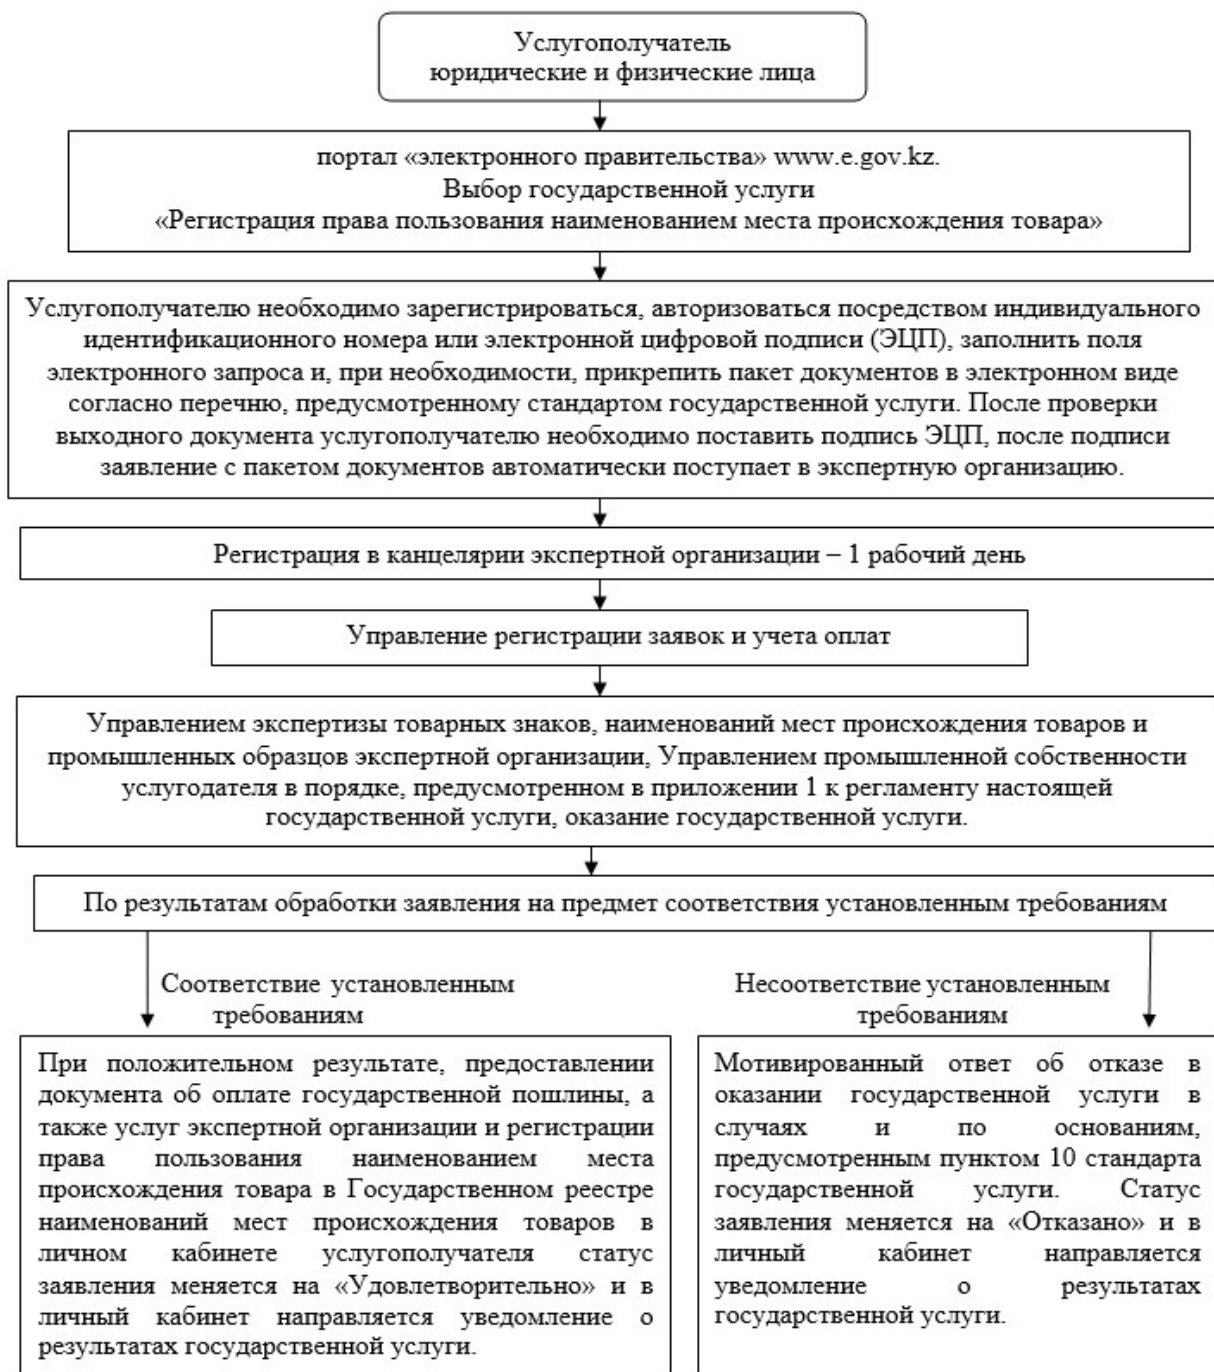 Услугополучатель
юридические и физические лица
портал «электронного правительства» www.e.gov.kz.
Выбор государственной услуги
«Регистрация права пользования наименованием места происхождения товара»
Услугополучателю необходимо зарегистрироваться, авторизоваться посредством индивидуального
идентификационного номера или электронной цифровой подписи (ЭЦП), заполнить поля
электронного запроса и, при необходимости, прикрепить пакет документов в электронном виде
согласно перечню, предусмотренному стандартом государственной услуги. После проверки
выходного документа услугополучателю необходимо поставить подпись ЭЦП, после подписи
заявление с пакетом документов автоматически поступает в экспертную организацию.
Регистрация в канцелярии экспертной организации – 1 рабочий день
Управление регистрации заявок и учета оплат
Управлением экспертизы товарных знаков, наименований мест происхождения товаров и
промышленных образцов экспертной организации, Управлением промышленной собственности
услугодателя в порядке, предусмотренном в приложении 1 к регламенту настоящей
государственной услуги, оказание государственной услуги.
По результатам обработки заявления на предмет соответствия установленным требованиям
Соответствие установленным
требованиям
Несоответствие установленным
требованиям
При положительном результате, предоставлении
документа об оплате государственной пошлины, а
также услуг экспертной организации и регистрации
права пользования наименованием места
происхождения товара в Государственном реестре
наименований мест происхождения товаров в
личном кабинете услугополучателя статус
заявления меняется на «Удовлетворительно» и в
личный кабинет направляется уведомление о
результатах государственной услуги.
Мотивированный ответ об отказе в
оказании государственной услуги в
случаях и по основаниям,
предусмотренным пунктом 10 стандарта
государственной услуги. Статус
заявления меняется на «Отказано» и в
личный кабинет направляется
уведомление о результатах
государственной услуги.